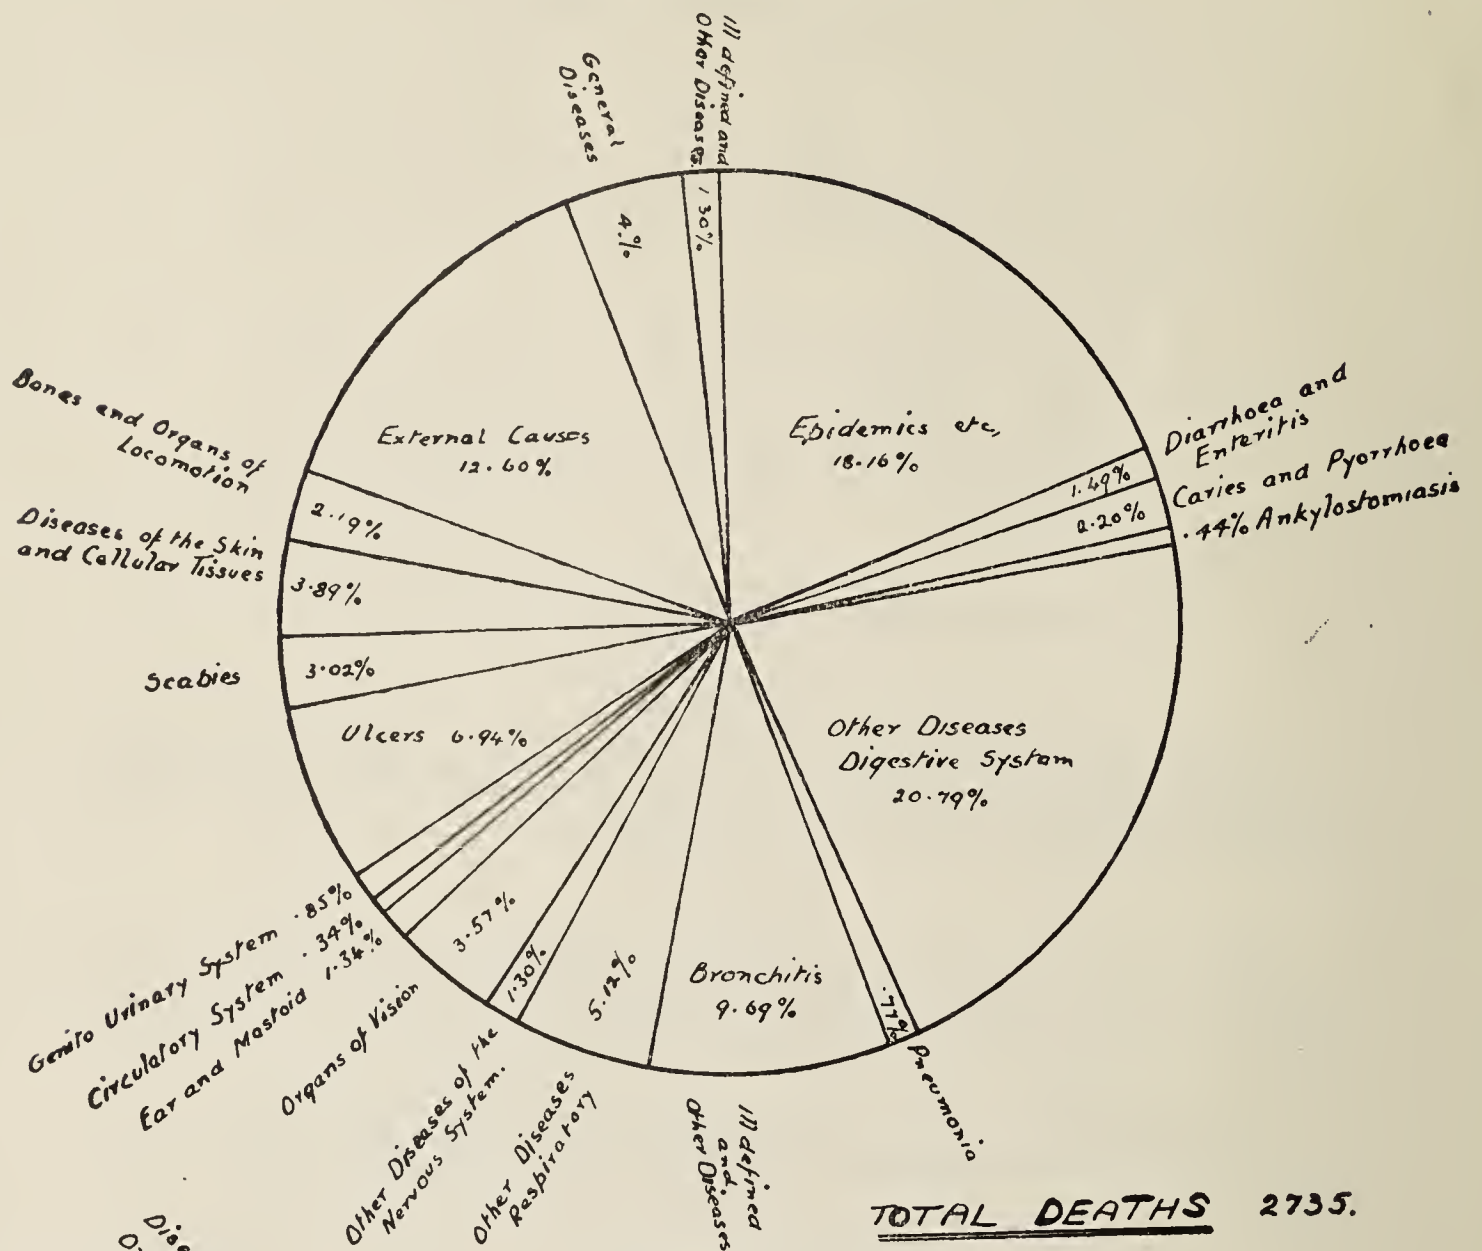 Ill defined and
Other Diseases.
1.30%
General
Diseases
4.%
Epidemics etc,
18.16%
External Causes
12.60%
Diarrhoea and
Enteritis
1.49%
Caries and Pyorrhoea
2.20%
.44% Ankylostomiasis
Bones and Organs of
Locomotion
2.19%
Diseases of the Skin
and Cellular Tissues
3.89%
Scabies
3.02%
Ulcers 6.94%
Other Diseases
Digestive System
20.79%
Genito Urinary System .85%
Circulatory System .34%
Ear and Mastoid 1.34%
Organs of Vision
3.57%
Other Diseases of the
Nervous System.
1.30%
Other Diseases
Respiratory
5.12%
Bronchitis
9.69%
.77%
Pneumonia
Ill defined
and,
Other Diseases
TOTAL DEATHS 2735.